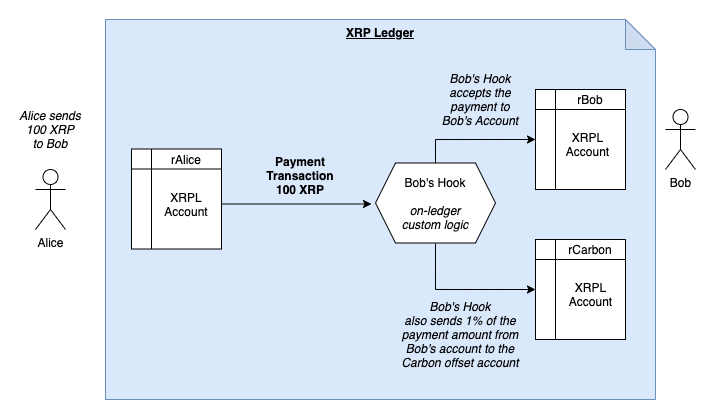 XRP Ledger
Alice sends
100 XRP
to Bob
Alice
rAlice
XRPL
Account
Payment
Transaction
100 XRP
Bob's Hook
on-ledger
custom logic
Bob's Hook
accepts the
payment to
Bob's Account
rBob
XRPL
Account
Bob
Bob's Hook
also sends 1% of the
payment amount from
Bob's account to the
Carbon offset account
rCarbon
XRPL
Account